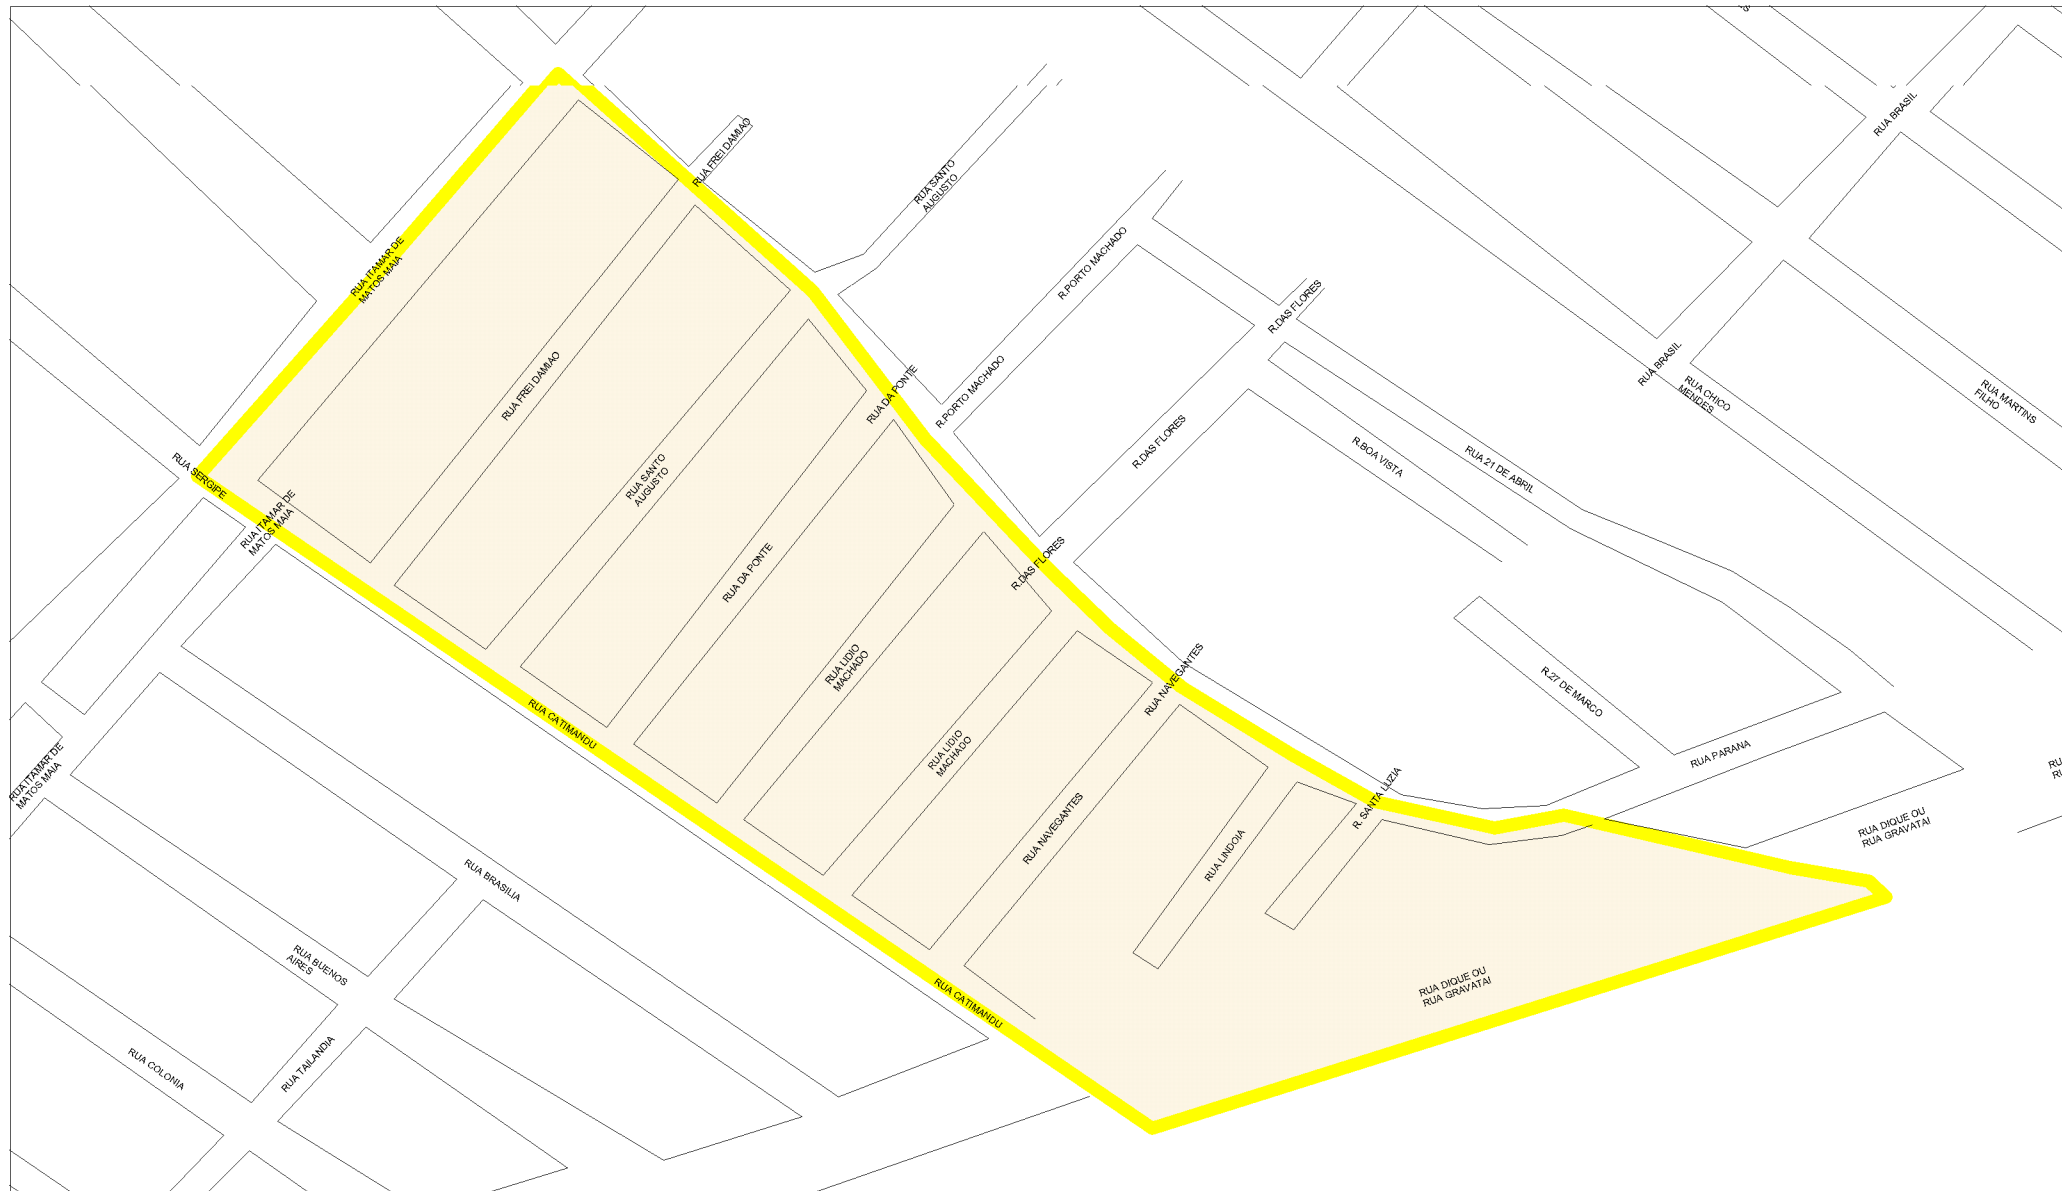 RUA BRASIL
RUA FREI DAMIAO
RUA SANTO
AUGUSTO
RUA ITAMAR DE
MATOS MAIA
R.PORTO MACHADO
R.DAS FLORES
RUA BRASIL
RUA CHICO
MENDES
RUA MARTINS
FILHO
RUA FREI DAMIAO
RUA DA PONTE
R.PORTO MACHADO
R.DAS FLORES
R.BOA VISTA
RUA 21 DE ABRIL
RUA SERGIPE
RUA ITAMAR DE
MATOS MAIA
RUA SANTO
AUGUSTO
RUA DA PONTE
R.DAS FLORES
RUA LIDIO
MACHADO
RUA NAVEGANTES
R.27 DE MARCO
RUA CATIMANDU
RUA ITAMAR DE
MATOS MAIA
RUA LIDIO
MACHADO
RUA PARANA
RUA NAVEGANTES
R. SANTA LUZIA
RUA LINDOIA
RUA DIQUE OU
RUA GRAVATAI
RUA BRASILIA
RUA BUENOS
AIRES
RUA CATIMANDU
RUA DIQUE OU
RUA GRAVATAI
RUA COLONIA
RUA TAILANDIA